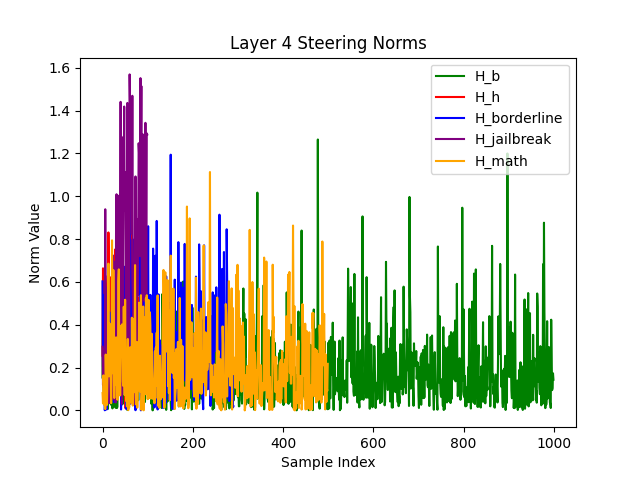 Layer 4 Steering Norms
H_b
H_h
H_borderline
H_jailbreak
H_math
Norm Value
1.6
1.4
1.2
1.0
0.8
0.6
0.4
0.2
0.0
0
200
400
600
800
1000
Sample Index